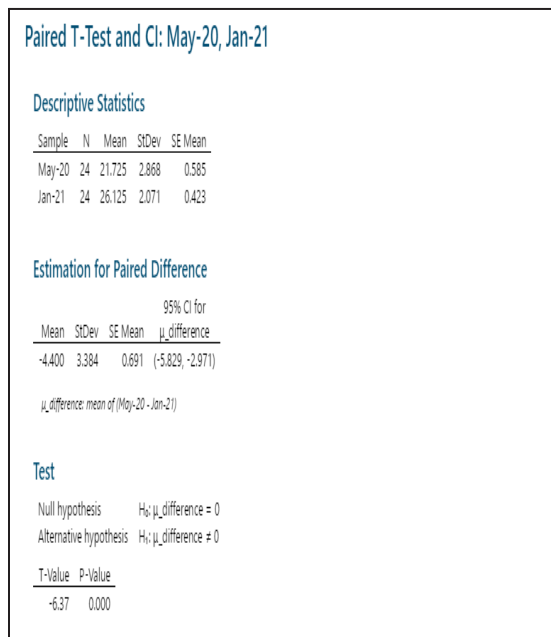 Paired T-Test and CI: May-20, Jan-21
Descriptive Statistics
Sample N Mean StDev SE Mean
May-20 24 21.725 2.868 0.585
Jan-21 24 26.125 2.071 0.423
Estimation for Paired Difference
95% CI for
Mean StDev SE Mean μ_difference
-4.400 3.384 0.691 (-5.829, -2.971)
μ_difference: mean of (May-20 - Jan-21)
Test
Null hypothesis H₀: μ_difference = 0
Alternative hypothesis H₁: μ_difference ≠ 0
T-Value P-Value
-6.37 0.000